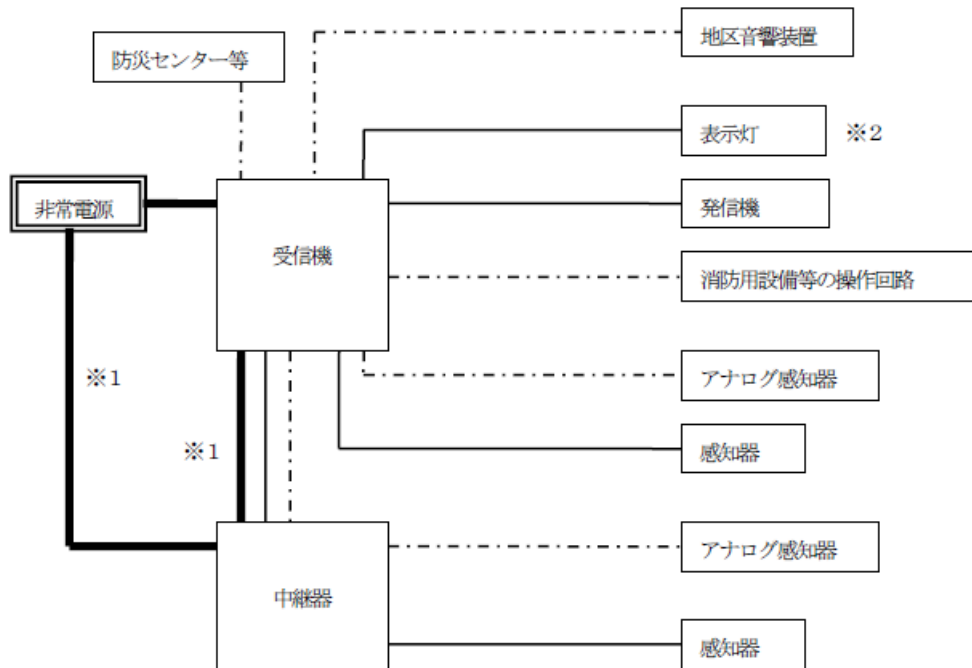 地区音響装置
防災センター等
表示灯
※2
発信機
非常電源
受信機
消防用設備等の操作回路
※1
アナログ感知器
※1
感知器
アナログ感知器
中継器
感知器